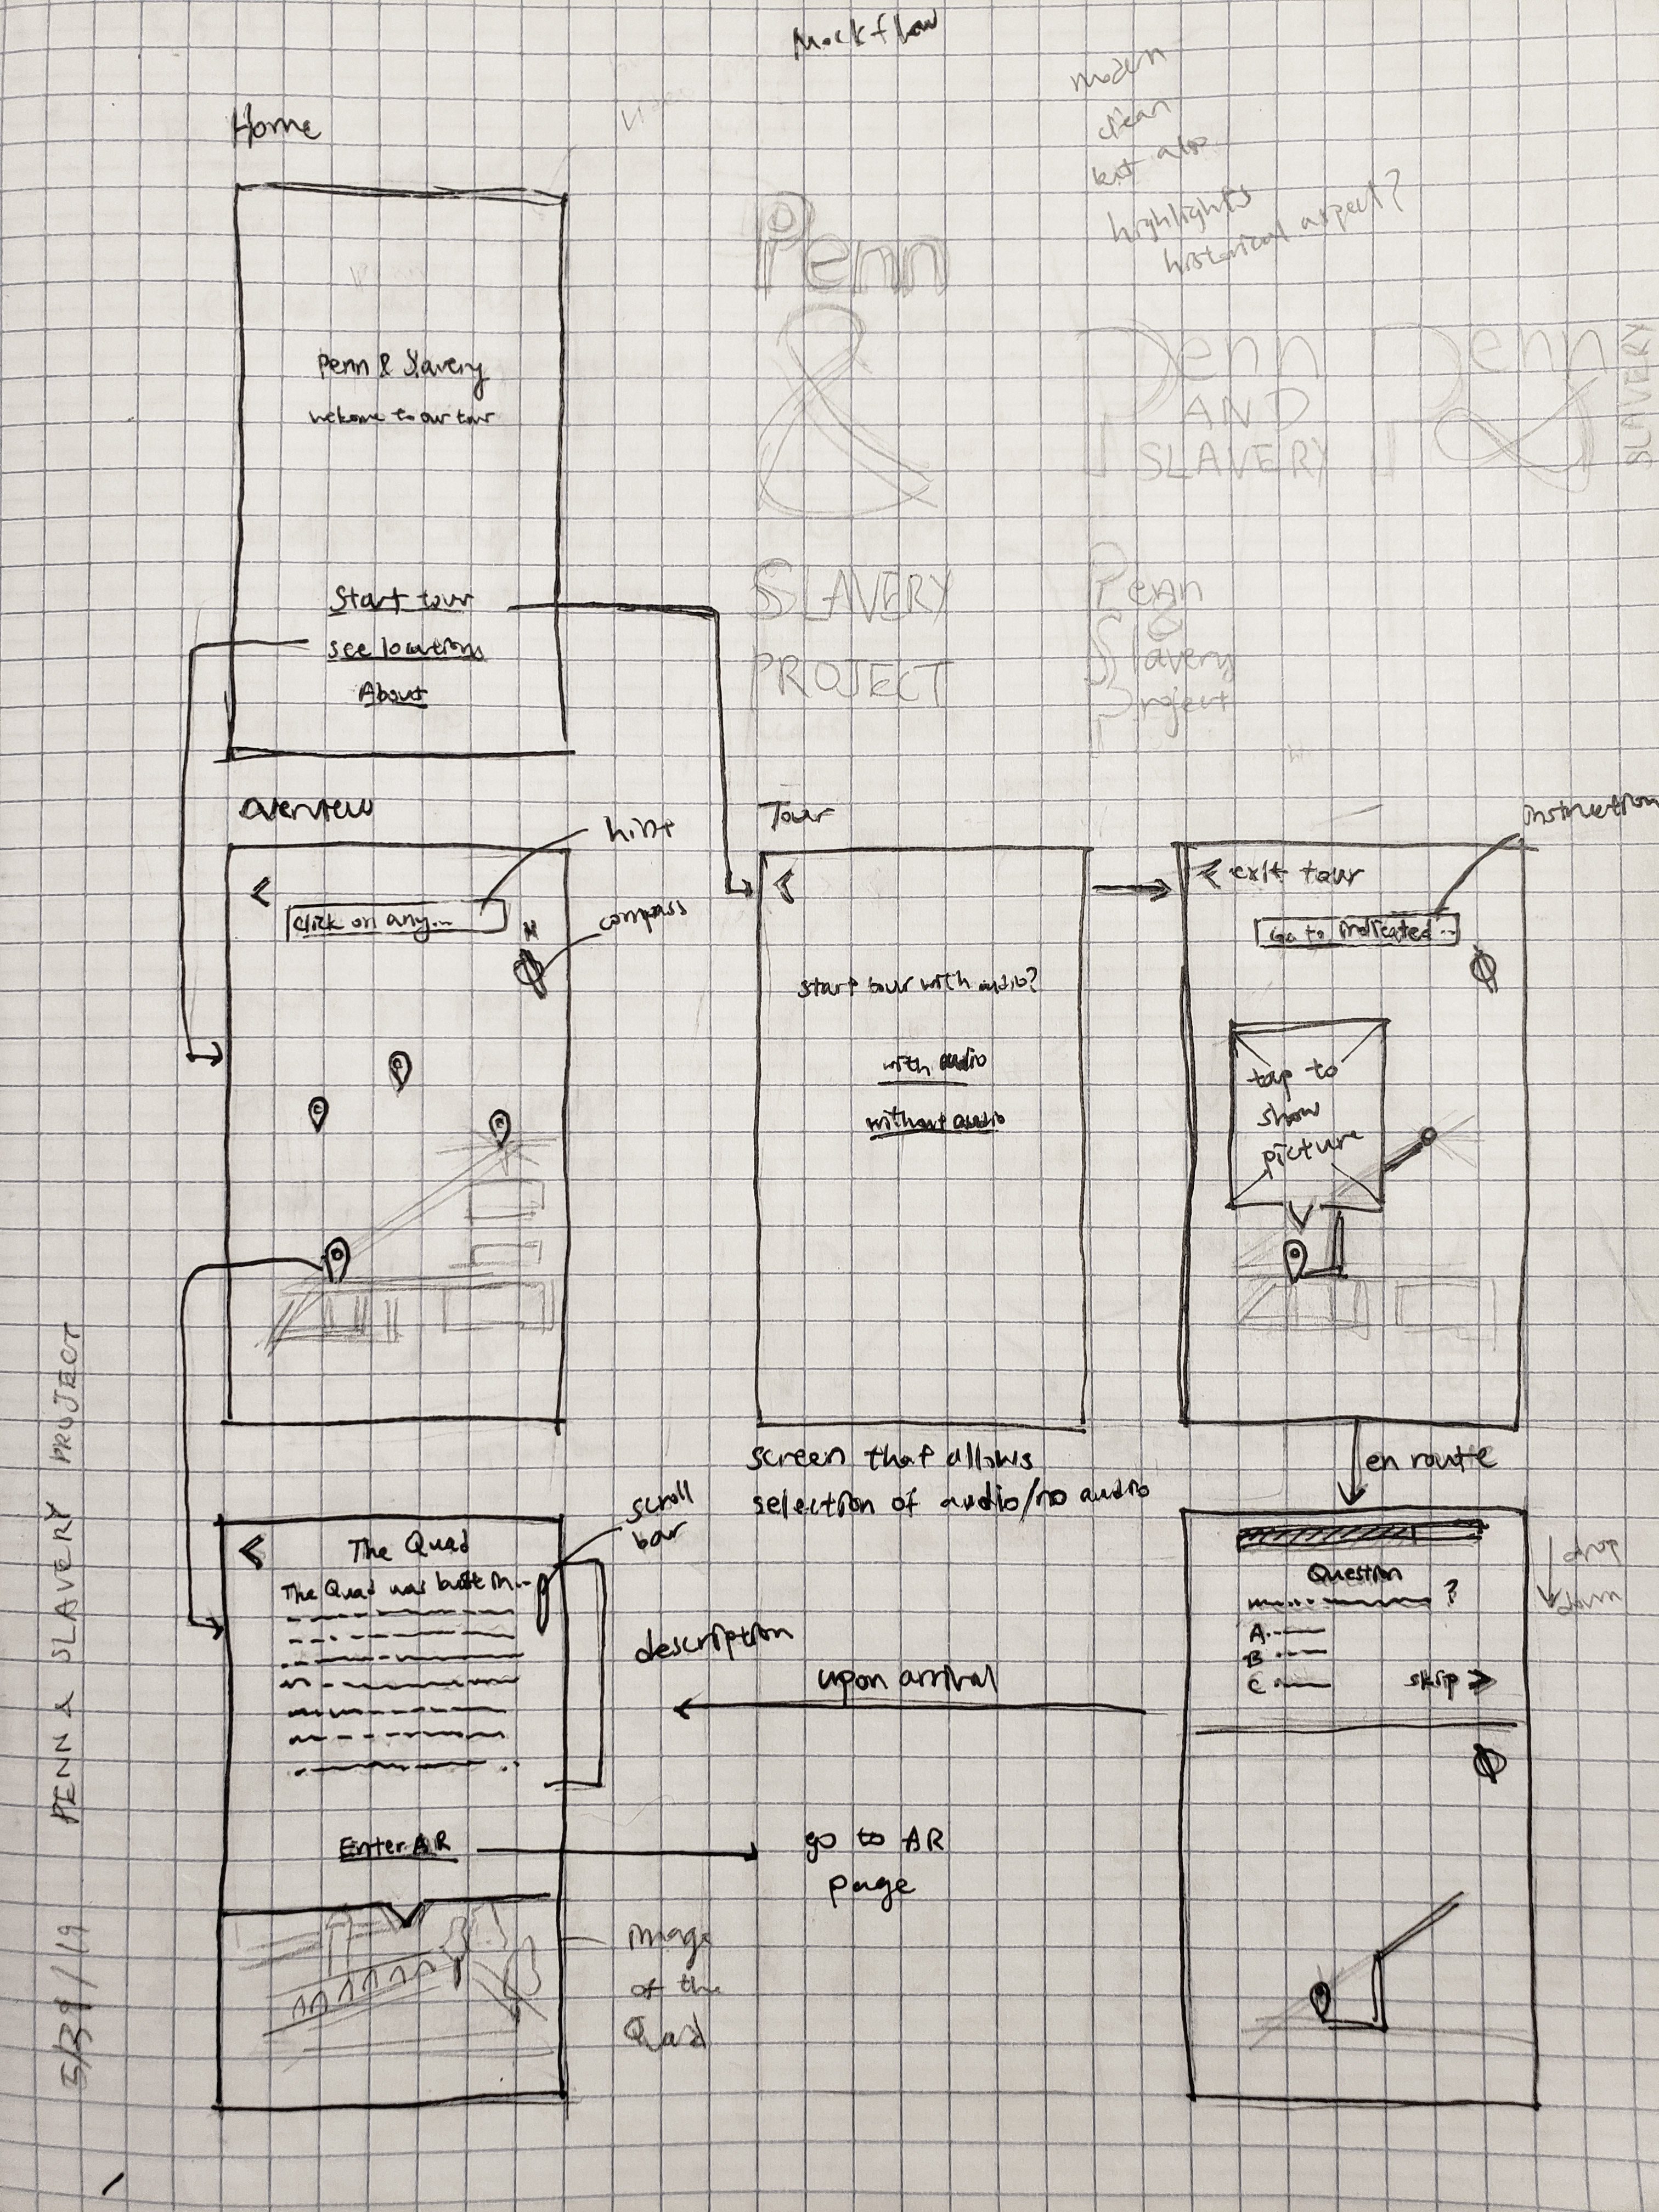 Mockflow
modern
clean
but also
highlights
historical aspect?
Video
Home
Penn & Slavery
welcome to our tour
Start tour
see locations
About
Penn
&
SLAVERY
PROJECT
Penn
AND
SLAVERY
Penn
&
SLAVERY
Penn
&
Slavery
Project
overview
hint
<
click on any...
N
compass
Tour
<
start tour with audio?
with audio
without audio
screen that allows
selection of audio/no audio
instruction
< exit tour
Go to indicated...
tap to
show
picture
en route
<
The Quad
The Quad was built in...
scroll
bar
description
Enter AR
go to AR
page
image
of the
Quad
upon arrival
Question
?
A.
B
C
skip >>
drop
down
PENN & SLAVERY PROJECT